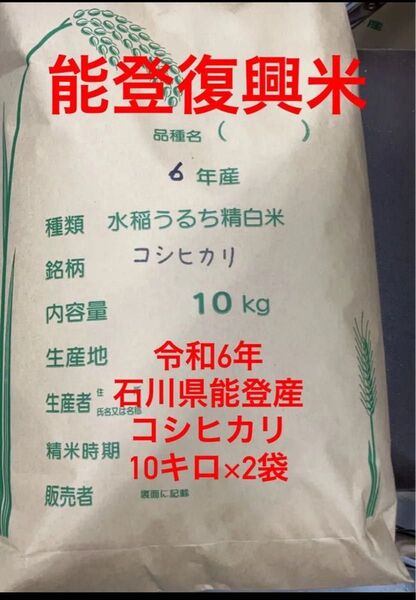 能登復興米
品種名 (　　　)
6 年産
種類 水稲うるち精白米
銘柄 コシヒカリ
内容量 10kg
生産地 令和6年
生産者 住所 氏名又は名称 石川県能登産
コシヒカリ
精米時期 10キロ×2袋
販売者 裏面に記載